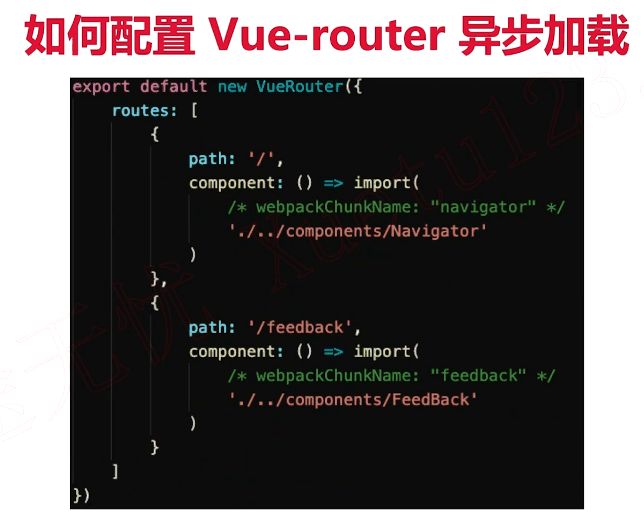 如何配置 Vue-router 异步加载
export default new VueRouter({
    routes: [
        {
            path: '/',
            component: () => import(
                /* webpackChunkName: "navigator" */
                './../components/Navigator'
            )
        },
        {
            path: '/feedback',
            component: () => import(
                /* webpackChunkName: "feedback" */
                './../components/FeedBack'
            )
        }
    ]
})